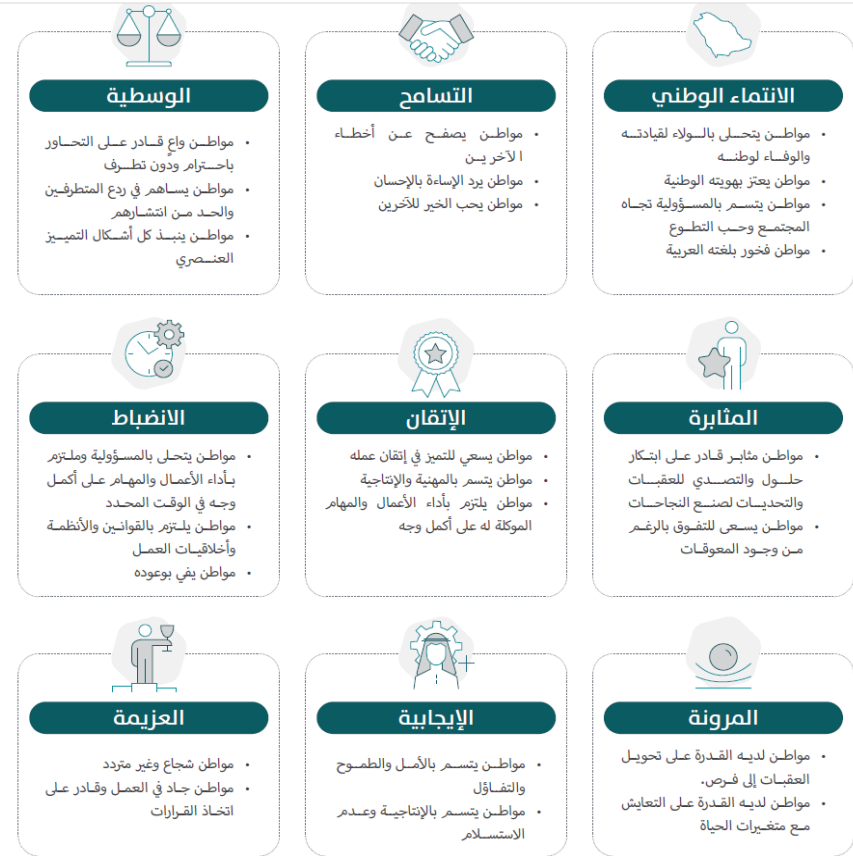 الانتماء الوطني
مواطن يتحلى بالولاء لقيادته
والوفاء لوطنه
مواطن يعتز بهويته الوطنية
مواطن يتسم بالمسؤولية تجاه
المجتمع وحب التطوع
مواطن فخور بلغته العربية
التسامح
مواطن يصفح عن أخطاء
ا لآخر ين
مواطن يرد الإساءة بالإحسان
مواطن يحب الخير للآخرين
الوسطية
مواطن واعٍ قادر على التحاور
باحترام ودون تطرف
مواطن يساهم في ردع المتطرفين
والحد من انتشارهم
مواطن ينبذ كل أشكال التمييز
العنصري
المثابرة
مواطن مثابر قادر على ابتكار
حلول والتصدي للعقبات
والتحديات لصنع النجاحات
مواطن يسعى للتفوق بالرغم
من وجود المعوقات
الإتقان
مواطن يسعي للتميز في إتقان عمله
مواطن يتسم بالمهنية والإنتاجية
مواطن يلتزم بأداء الأعمال والمهام
الموكلة له على أكمل وجه
الانضباط
مواطن يتحلى بالمسؤولية وملتزم
بأداء الأعمال والمهام على أكمل
وجه في الوقت المحدد
مواطن يلتزم بالقوانين والأنظمة
وأخلاقيات العمل
مواطن يفي بوعوده
المرونة
مواطن لديه القدرة على تحويل
العقبات إلى فرص.
مواطن لديه القدرة على التعايش
مع متغيرات الحياة
الإيجابية
مواطن يتسم بالأمل والطموح
والتفاؤل
مواطن يتسم بالإنتاجية وعدم
الاستسلام
العزيمة
مواطن شجاع وغير متردد
مواطن جاد في العمل وقادر على
اتخاذ القرارات